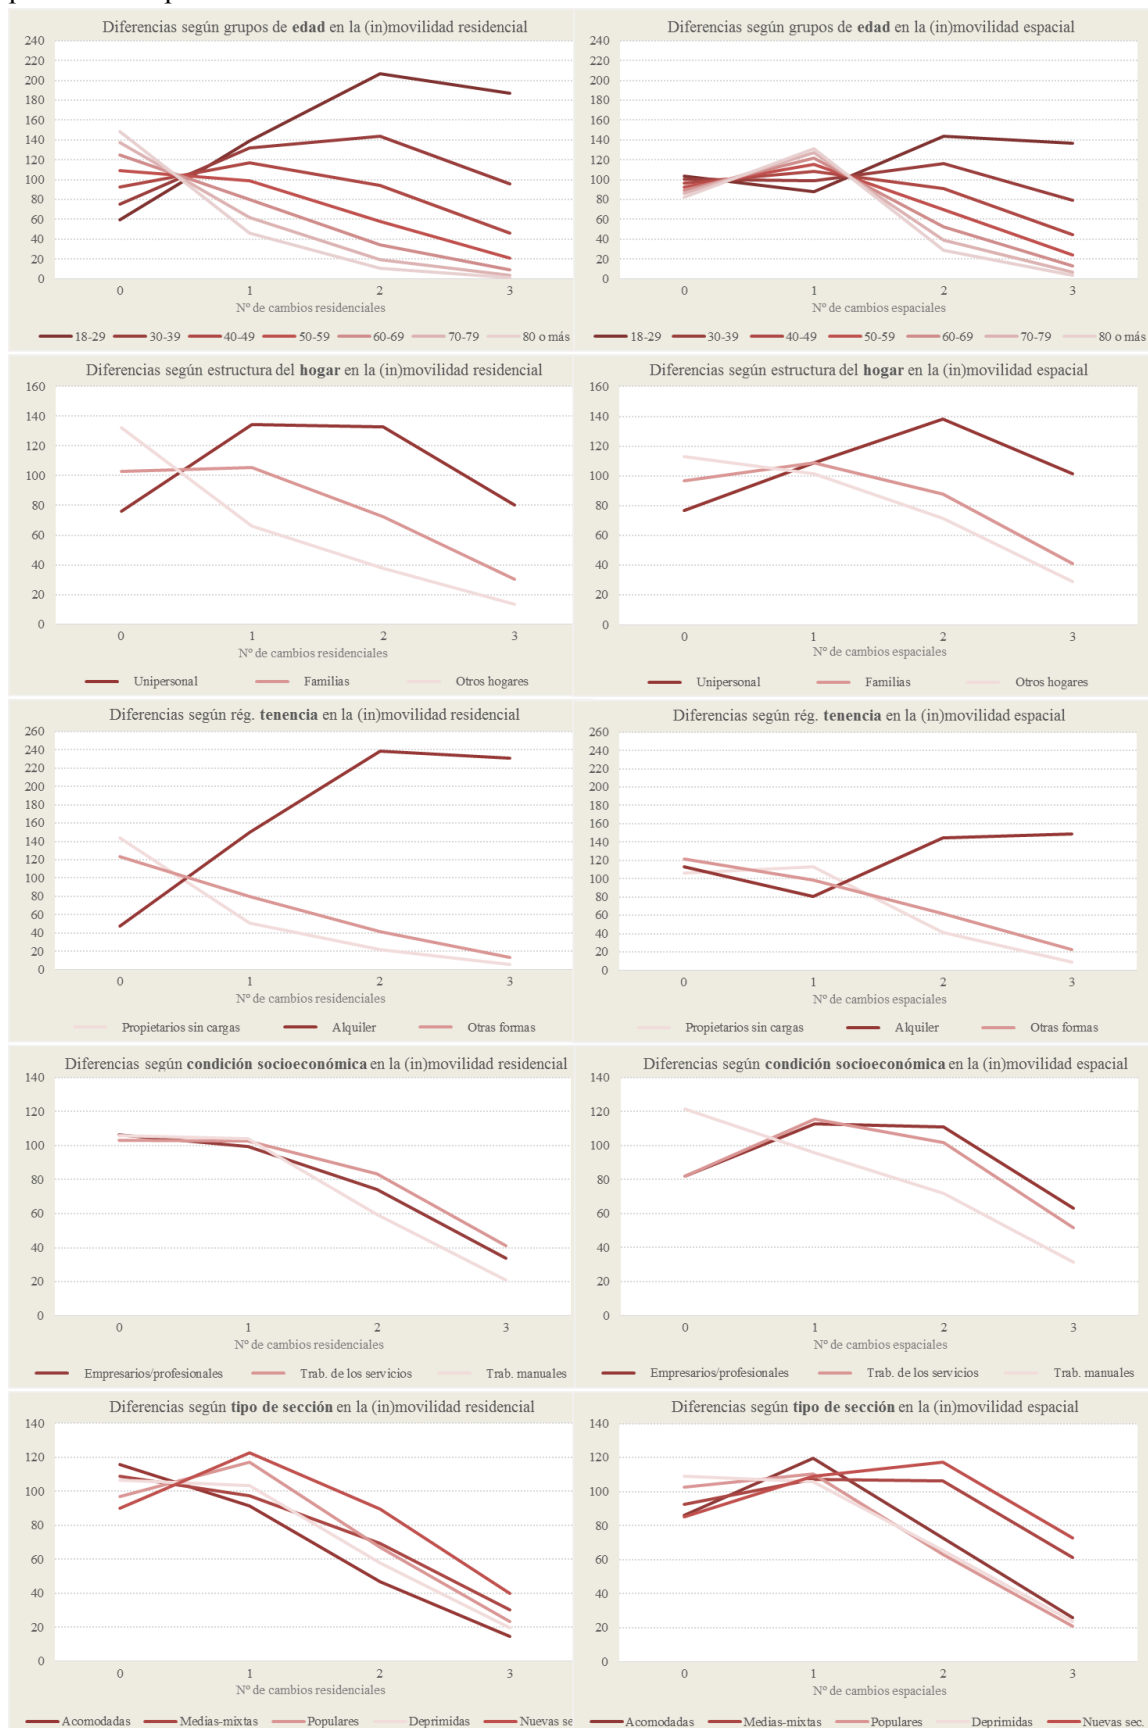 Diferencias según grupos de edad en la (in)movilidad residencial
240
220
200
180
160
140
120
100
80
60
40
20
0
0 1 2 3
Nº de cambios residenciales
18-29 30-39 40-49 50-59 60-69 70-79 80 o más
Diferencias según grupos de edad en la (in)movilidad espacial
240
220
200
180
160
140
120
100
80
60
40
20
0
0 1 2 3
Nº de cambios espaciales
18-29 30-39 40-49 50-59 60-69 70-79 80 o más
Diferencias según estructura del hogar en la (in)movilidad residencial
160
140
120
100
80
60
40
20
0
0 1 2 3
Nº de cambios residenciales
Unipersonal Familias Otros hogares
Diferencias según estructura del hogar en la (in)movilidad espacial
160
140
120
100
80
60
40
20
0
0 1 2 3
Nº de cambios espaciales
Unipersonal Familias Otros hogares
Diferencias según rég. tenencia en la (in)movilidad residencial
260
240
220
200
180
160
140
120
100
80
60
40
20
0
0 1 2 3
Nº de cambios residenciales
Propietarios sin cargas Alquiler Otras formas
Diferencias según rég. tenencia en la (in)movilidad espacial
260
240
220
200
180
160
140
120
100
80
60
40
20
0
0 1 2 3
Nº de cambios espaciales
Propietarios sin cargas Alquiler Otras formas
Diferencias según condición socioeconómica en la (in)movilidad residencial
140
120
100
80
60
40
20
0
0 1 2 3
Nº de cambios residenciales
Empresarios/profesionales Trab. de los servicios Trab. manuales
Diferencias según condición socioeconómica en la (in)movilidad espacial
140
120
100
80
60
40
20
0
0 1 2 3
Nº de cambios espaciales
Empresarios/profesionales Trab. de los servicios Trab. manuales
Diferencias según tipo de sección en la (in)movilidad residencial
140
120
100
80
60
40
20
0
0 1 2 3
Nº de cambios residenciales
Acomodadas Medias-mixtas Populares Deprimidas Nuevas
Diferencias según tipo de sección en la (in)movilidad espacial
140
120
100
80
60
40
20
0
0 1 2 3
Nº de cambios espaciales
Acomodadas Medias-mixtas Populares Deprimidas Nuevas